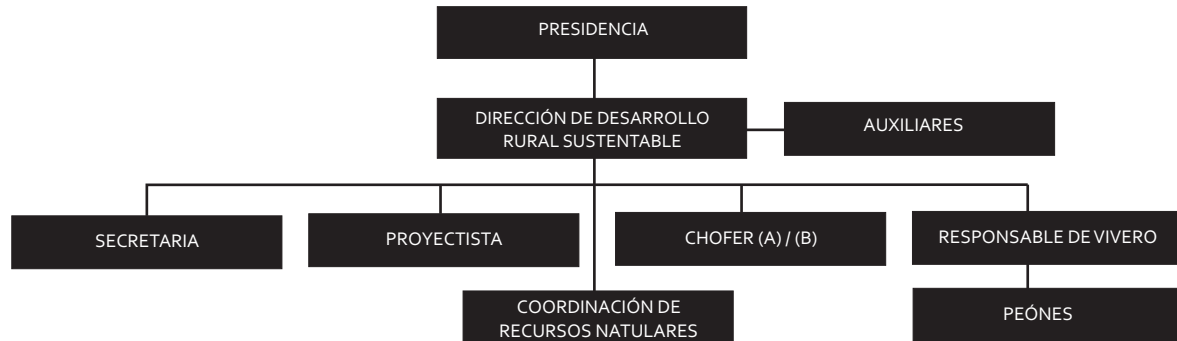 PRESIDENCIA
DIRECCIÓN DE DESARROLLO
RURAL SUSTENTABLE
AUXILIARES
SECRETARIA
PROYECTISTA
CHOFER (A) / (B)
RESPONSABLE DE VIVERO
COORDINACIÓN DE
RECURSOS NATULARES
PEÓNES